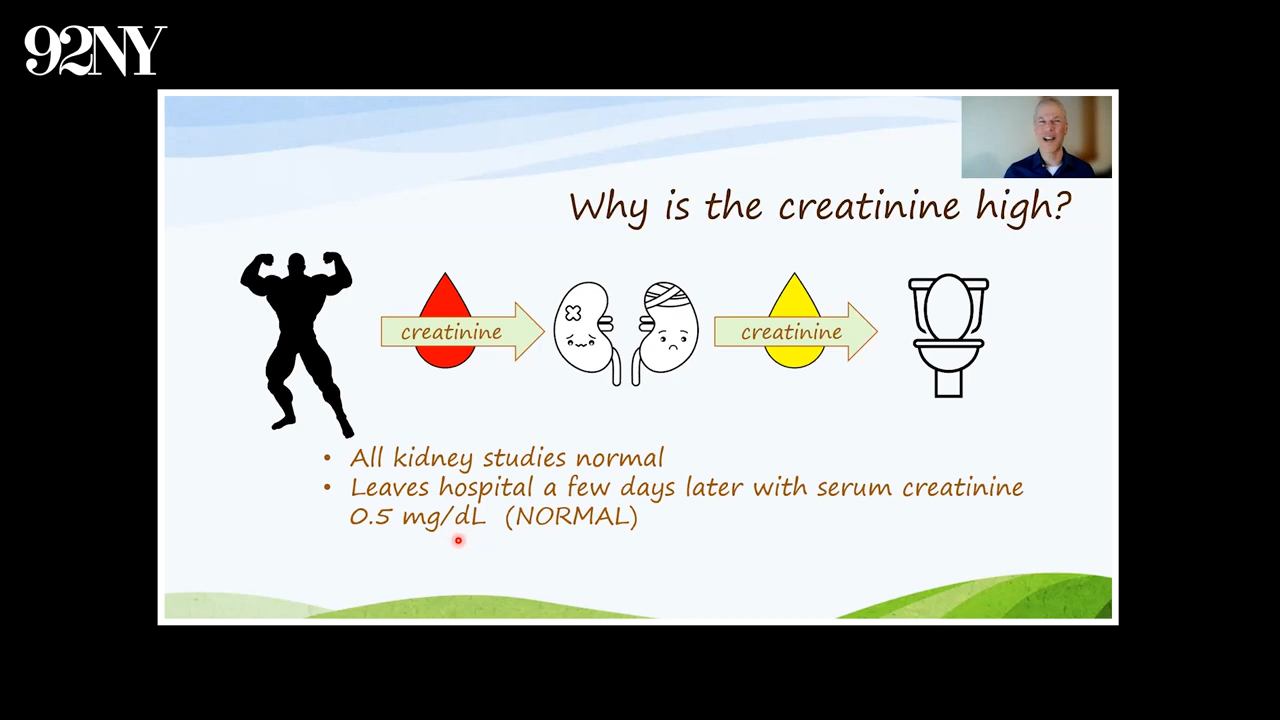 92NY
Why is the creatinine high?
creatinine
creatinine
• All kidney studies normal
• Leaves hospital a few days later with serum creatinine
0.5 mg/dL (NORMAL)